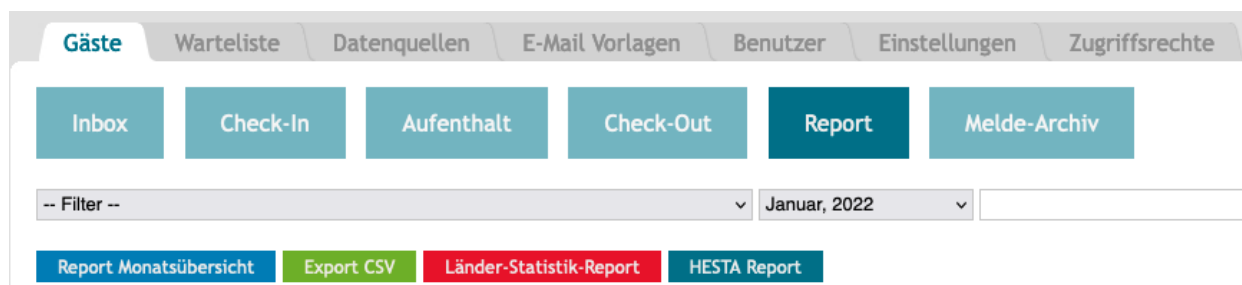 Gäste Warteliste Datenquellen E-Mail Vorlagen Benutzer Einstellungen Zugriffsrechte
Inbox Check-In Aufenthalt Check-Out Report Melde-Archiv
-- Filter -- Januar, 2022
Report Monatsübersicht Export CSV Länder-Statistik-Report HESTA Report